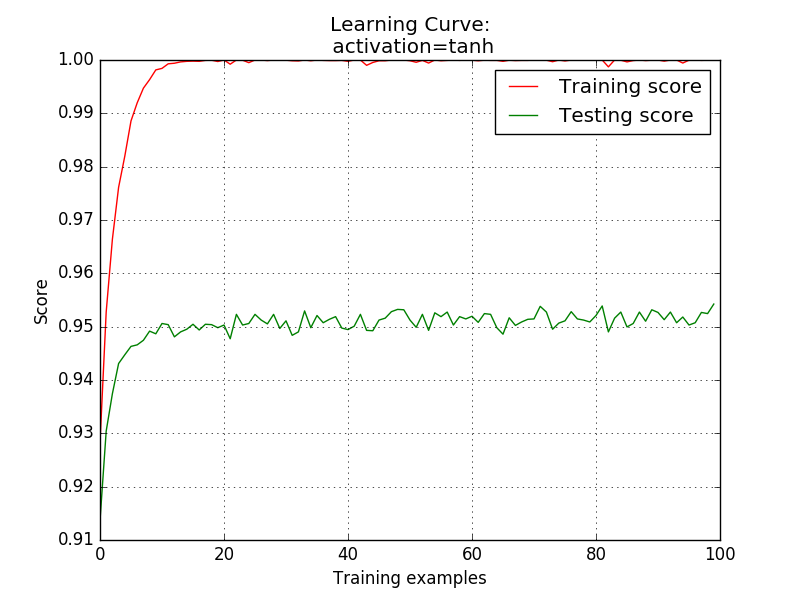 Learning Curve:
activation=tanh
1.00
0.99
0.98
0.97
0.96
0.95
0.94
0.93
0.92
0.91
Score
Training score
Testing score
0 20 40 60 80 100
Training examples